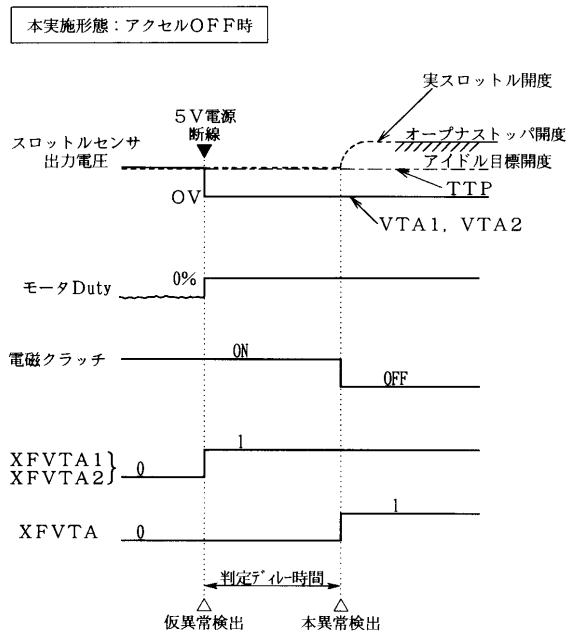 本実施形態：アクセルOFF時
実スロットル開度
5V電源
断線
スロットルセンサ
出力電圧
オープナストッパ開度
アイドル目標開度
TTP
0V
VTA1，VTA2
モータDuty
0%
電磁クラッチ
ON
OFF
XFVTA1
XFVTA2
0
1
XFVTA
0
1
判定ディレー時間
仮異常検出
本異常検出